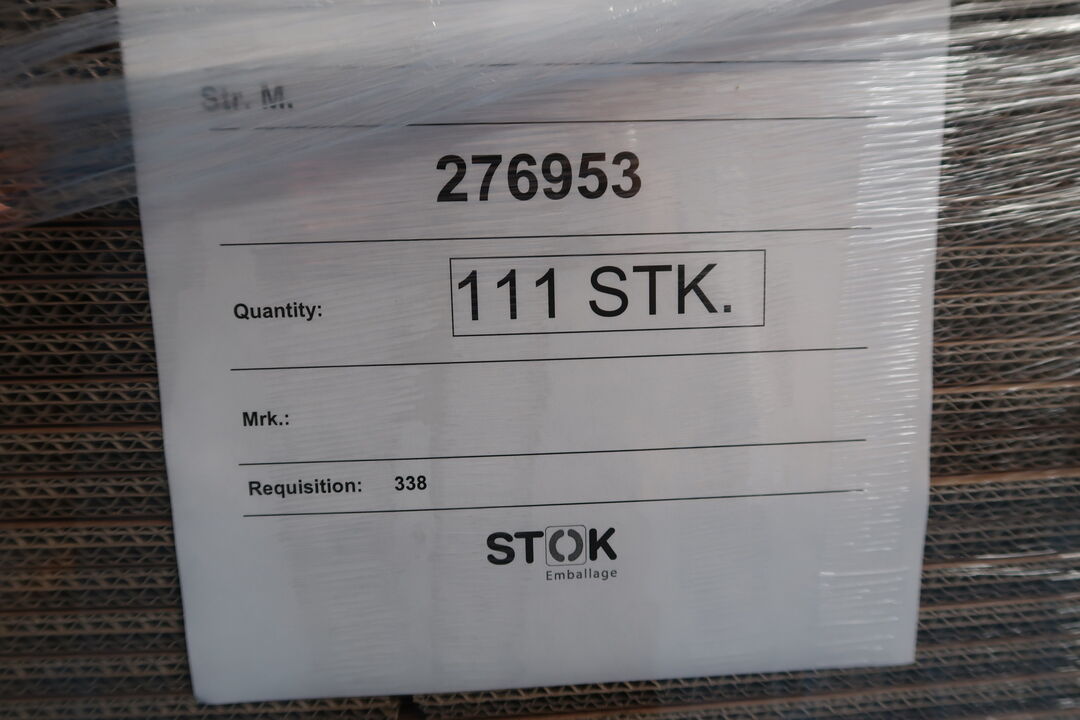 Str. M.
276953
Quantity: 111 STK.
Mrk.:
Requisition: 338
STOK
Emballage